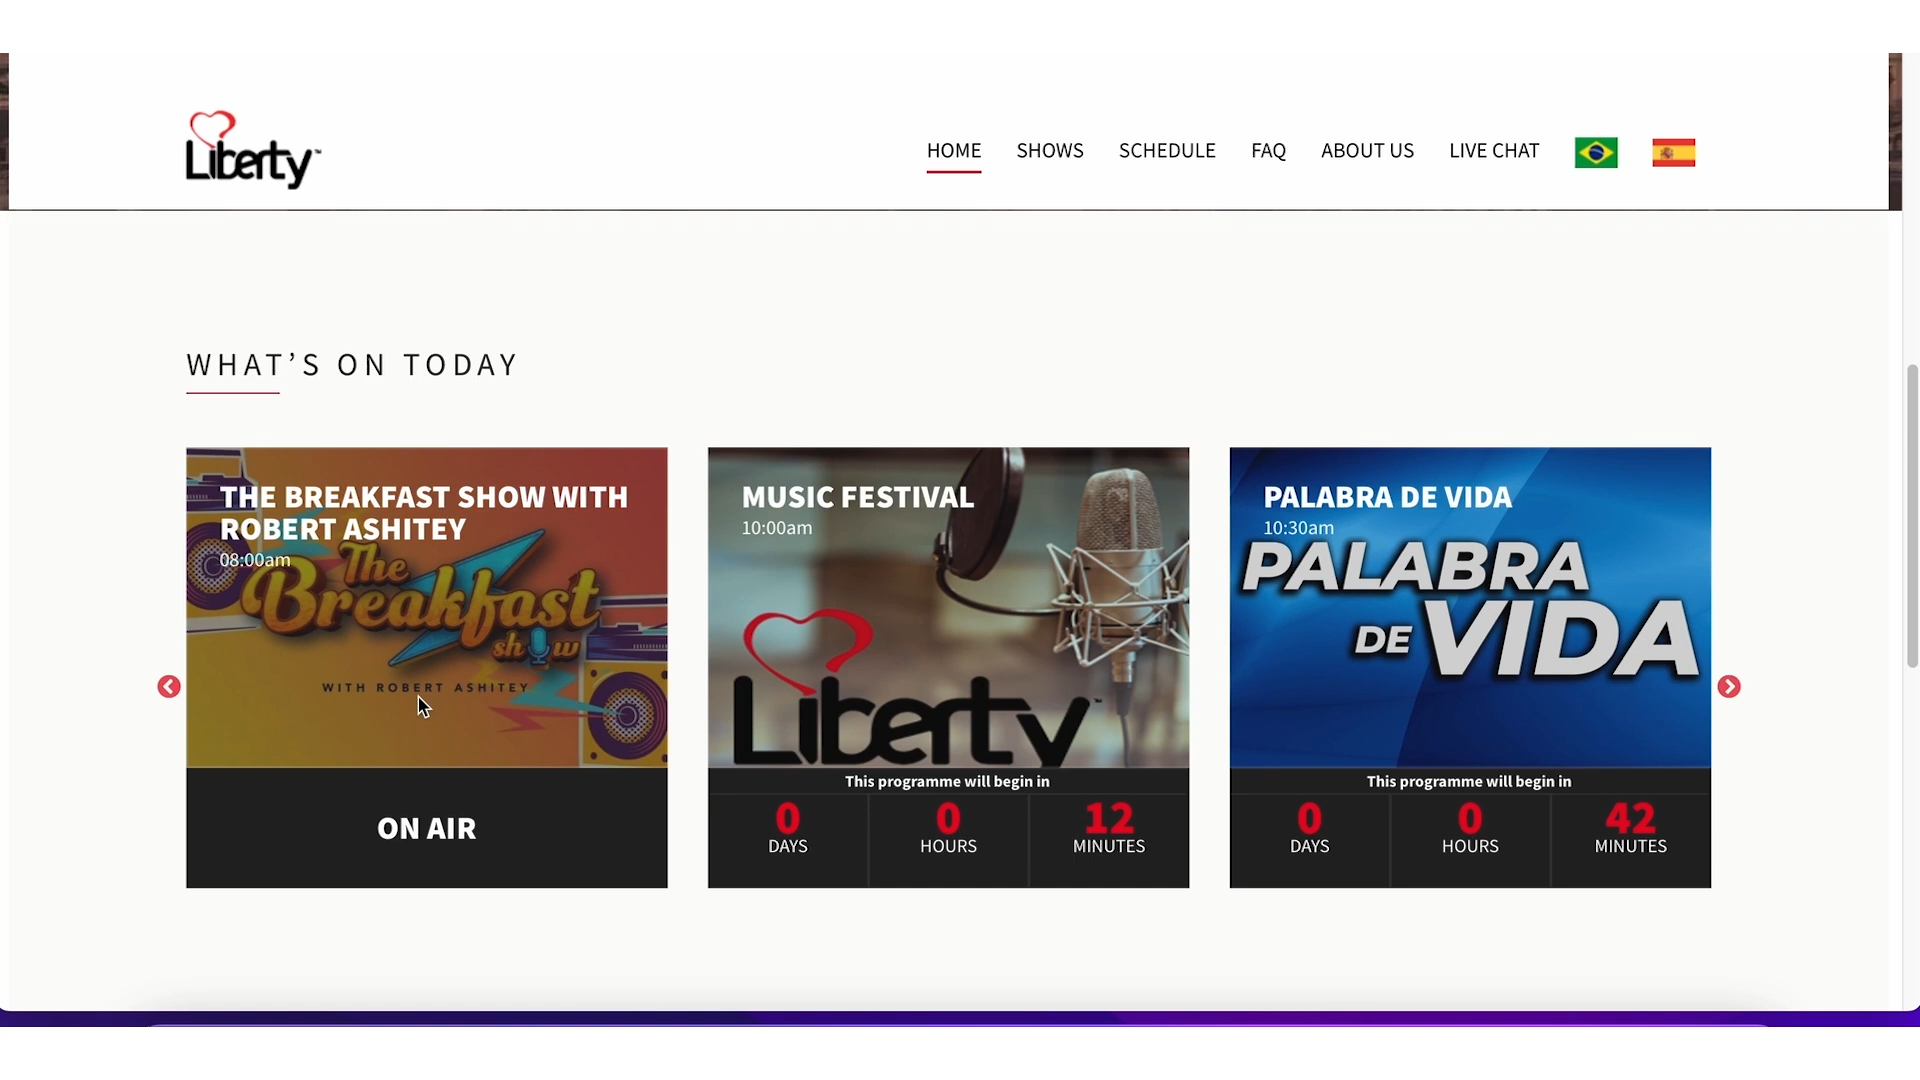 Liberty™
HOME SHOWS SCHEDULE FAQ ABOUT US LIVE CHAT
WHAT’S ON TODAY
THE BREAKFAST SHOW WITH
ROBERT ASHITEY
08:00am
The
Breakfast
show
WITH ROBERT ASHITEY
ON AIR
MUSIC FESTIVAL
10:00am
Liberty
This programme will begin in
0 0 12
DAYS HOURS MINUTES
PALABRA DE VIDA
10:30am
PALABRA
DE VIDA
This programme will begin in
0 0 42
DAYS HOURS MINUTES